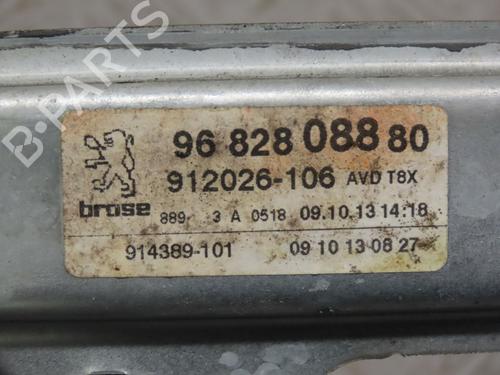 B-PARTS
96 828 088 80
912026-106 AVD T8X
brose 889- 3 A 0518 09.10.13 14:18
914389-101 09 10 13 08 27